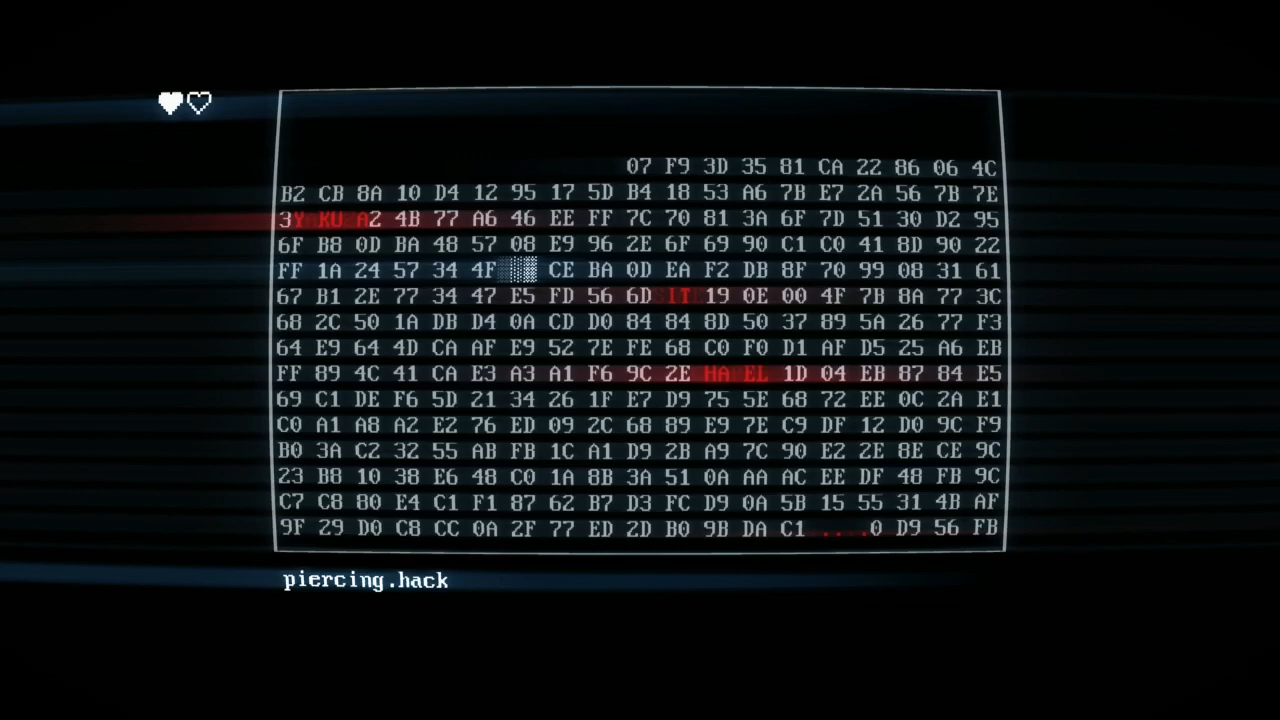 07 F9 3D 35 81 CA 22 86 06 4C
B2 CB 8A 10 D4 12 95 17 5D B4 18 53 A6 7B E7 2A 56 7B 7E
3Y KU A2 4B 77 A6 46 EE FF 7C 70 81 3A 6F 7D 51 30 D2 95
6F B8 0D BA 48 57 08 E9 96 2E 6F 69 90 C1 C0 41 8D 90 22
FF 1A 24 57 34 4F CE BA 0D EA F2 DB 8F 70 99 08 31 61
67 B1 2E 77 34 47 E5 FD 56 6D IT 19 0E 00 4F 7B 8A 77 3C
68 2C 50 1A DB D4 0A CD D0 84 84 8D 50 37 89 5A 26 77 F3
64 E9 64 4D CA AF E9 52 7E FE 68 C0 F0 D1 AF D5 25 A6 EB
FF 89 4C 41 CA E3 A3 A1 F6 9C 2E HA EL 1D 04 EB 87 84 E5
69 C1 DE F6 5D 21 34 26 1F E7 D9 75 5E 68 72 EE 0C 2A E1
C0 A1 A8 A2 E2 76 ED 09 2C 68 89 E9 7E C9 DF 12 D0 9C F9
B0 3A C2 32 55 AB FB 1C A1 D9 2B A9 7C 90 E2 2E 8E CE 9C
23 B8 10 38 E6 48 C0 1A 8B 3A 51 0A AA AC EE DF 48 FB 9C
C7 C8 80 E4 C1 F1 87 62 B7 D3 FC D9 0A 5B 15 55 31 4B AF
9F 29 D0 C8 CC 0A 2F 77 ED 2D B0 9B DA C1 ....0 D9 56 FB
piercing.hack